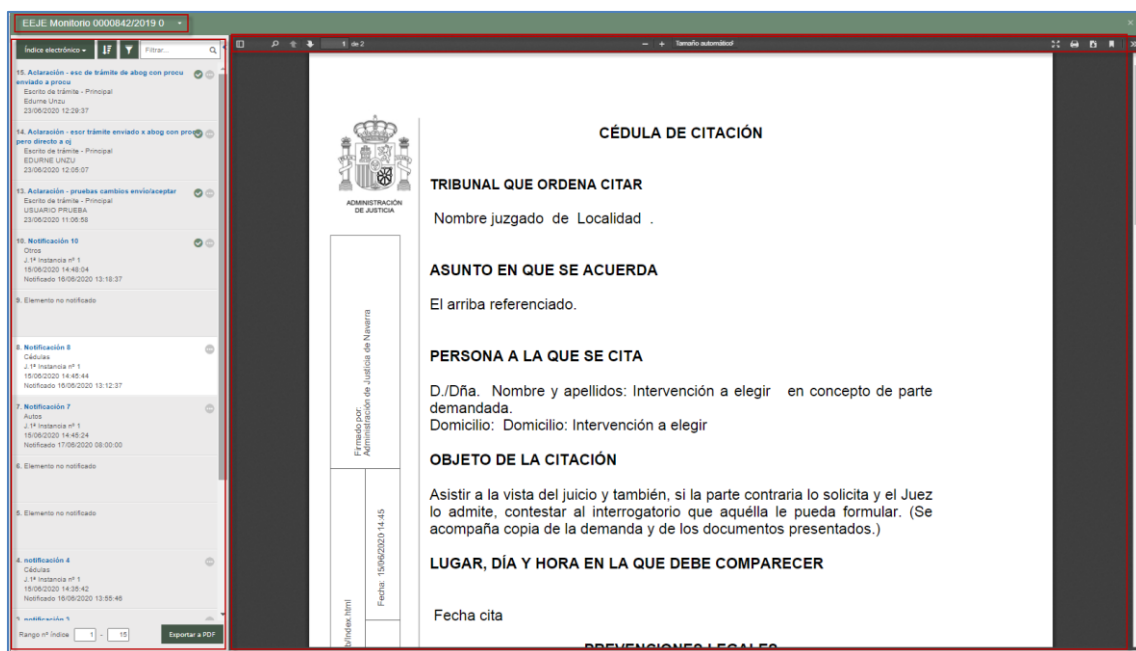 EEJE Monitorio 0000842/2019 0
Índice electrónico
Filtrar...
15. Aclaración - esc de trámite de abog con procu
enviado a procu
Escrito de trámite - Principal
Edurne Unzu
23/06/2020 12:29:37
14. Aclaración - escr trámite enviado x abog con procu
pero directo a oj
Escrito de trámite - Principal
EDURNE UNZU
23/06/2020 12:05:07
13. Aclaración - pruebas cambios envio/aceptar
Escrito de trámite - Principal
USUARIO PRUEBA
23/06/2020 11:06:58
10. Notificación 10
Otros
J.1ª Instancia nº 1
15/06/2020 14:48:04
Notificado 16/06/2020 13:18:37
9. Elemento no notificado
8. Notificación 8
Cédulas
J.1ª Instancia nº 1
15/06/2020 14:45:44
Notificado 16/06/2020 13:12:37
7. Notificación 7
Autos
J.1ª Instancia nº 1
15/06/2020 14:45:24
Notificado 17/06/2020 08:00:00
6. Elemento no notificado
5. Elemento no notificado
4. notificación 4
Cédulas
J.1ª Instancia nº 1
15/06/2020 14:35:42
Notificado 16/06/2020 13:55:46
3. notificación 3
Rango nº índice 1 - 15
Exportar a PDF
1 de 2
Tamaño automático
CÉDULA DE CITACIÓN
ADMINISTRACIÓN
DE JUSTICIA
TRIBUNAL QUE ORDENA CITAR
Nombre juzgado de Localidad .
ASUNTO EN QUE SE ACUERDA
El arriba referenciado.
PERSONA A LA QUE SE CITA
D./Dña. Nombre y apellidos: Intervención a elegir en concepto de parte
demandada.
Domicilio: Domicilio: Intervención a elegir
OBJETO DE LA CITACIÓN
Asistir a la vista del juicio y también, si la parte contraria lo solicita y el Juez
lo admite, contestar al interrogatorio que aquélla le pueda formular. (Se
acompaña copia de la demanda y de los documentos presentados.)
LUGAR, DÍA Y HORA EN LA QUE DEBE COMPARECER
Fecha cita
PREVENCIONES LEGALES
Firmado por:
Administración de Justicia de Navarra
Fecha: 15/06/2020 14:45
b/index.html